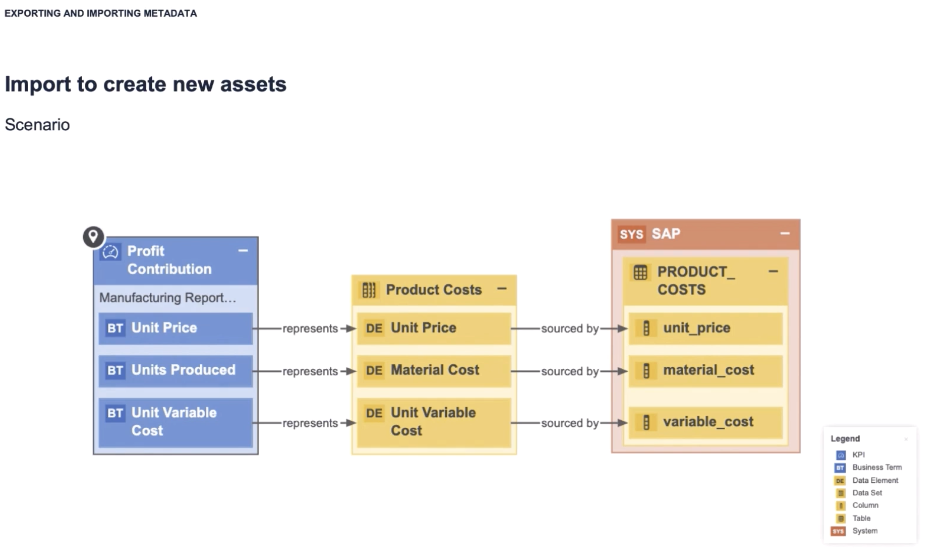 EXPORTING AND IMPORTING METADATA
Import to create new assets
Scenario
Profit
Contribution
Manufacturing Report...
BT Unit Price
BT Units Produced
BT Unit Variable
Cost
represents
represents
represents
Product Costs
DE Unit Price
DE Material Cost
DE Unit Variable
Cost
sourced by
sourced by
sourced by
SYS SAP
PRODUCT_
COSTS
unit_price
material_cost
variable_cost
Legend
KPI
BT Business Term
DE Data Element
Data Set
Column
Table
SYS System